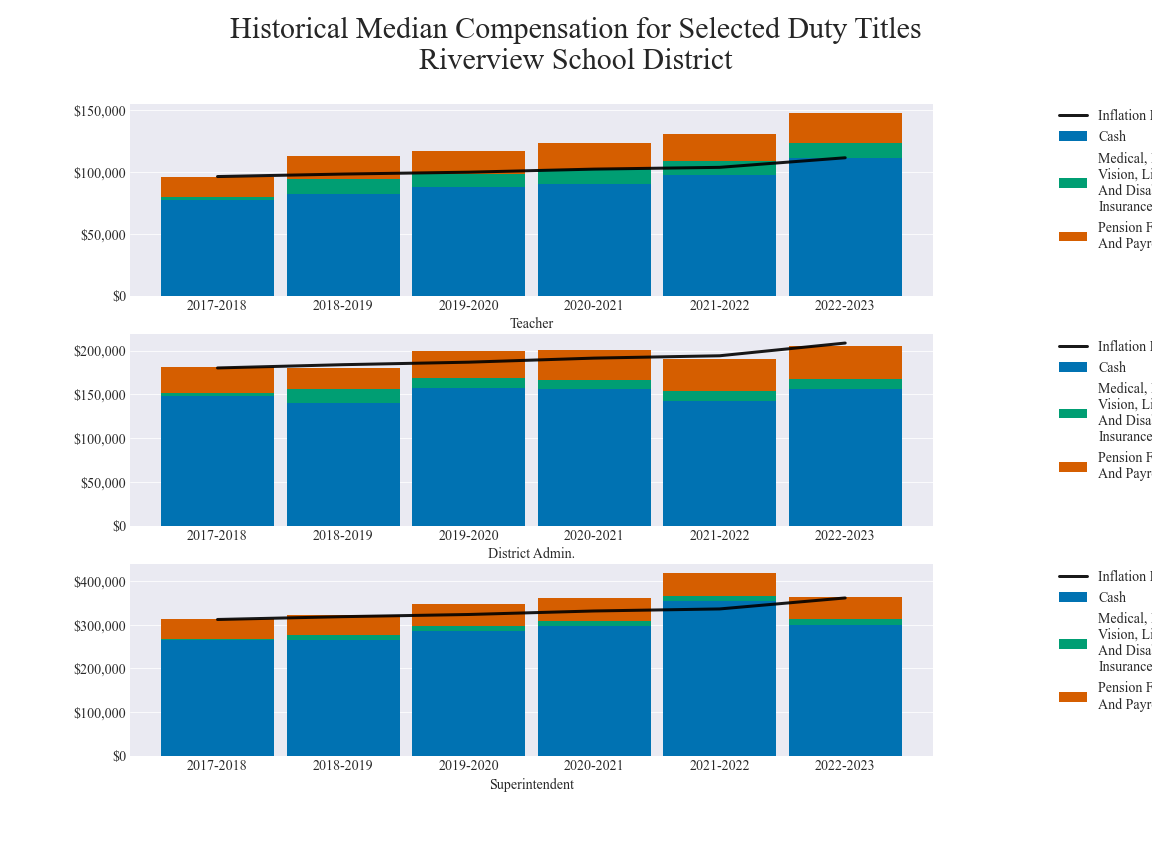 Historical Median Compensation for Selected Duty Titles
Riverview School District
$150,000
$100,000
$50,000
$0
2017-2018 2018-2019 2019-2020 2020-2021 2021-2022 2022-2023
Teacher
Inflation
Cash
Medical,
Vision,
And
Insurance
Pension
And
$200,000
$150,000
$100,000
$50,000
$0
2017-2018 2018-2019 2019-2020 2020-2021 2021-2022 2022-2023
District Admin.
Inflation
Cash
Medical,
Vision,
And
Insurance
Pension
And
$400,000
$300,000
$200,000
$100,000
$0
2017-2018 2018-2019 2019-2020 2020-2021 2021-2022 2022-2023
Superintendent
Inflation
Cash
Medical,
Vision,
And
Insurance
Pension
And